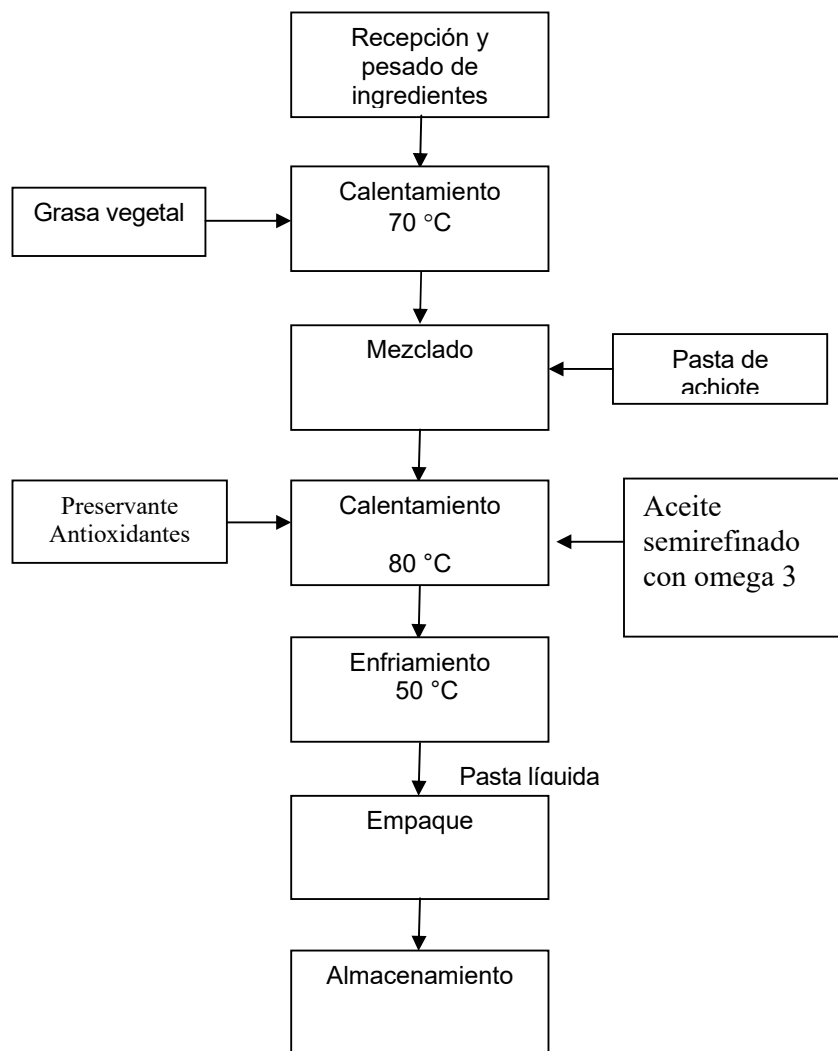 Recepción y
pesado de
ingredientes
Grasa vegetal
Calentamiento
70 °C
Mezclado
Pasta de
achiote
Preservante
Antioxidantes
Calentamiento
80 °C
Aceite
semirefinado
con omega 3
Enfriamiento
50 °C
Pasta líquida
Empaque
Almacenamiento